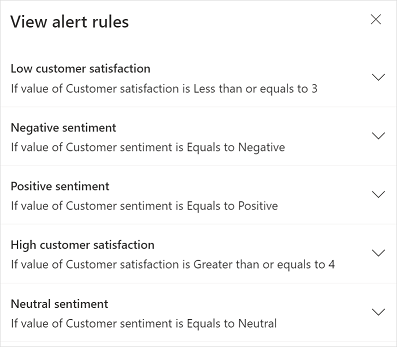 View alert rules
Low customer satisfaction
If value of Customer satisfaction is Less than or equals to 3
Negative sentiment
If value of Customer sentiment is Equals to Negative
Positive sentiment
If value of Customer sentiment is Equals to Positive
High customer satisfaction
If value of Customer satisfaction is Greater than or equals to 4
Neutral sentiment
If value of Customer sentiment is Equals to Neutral